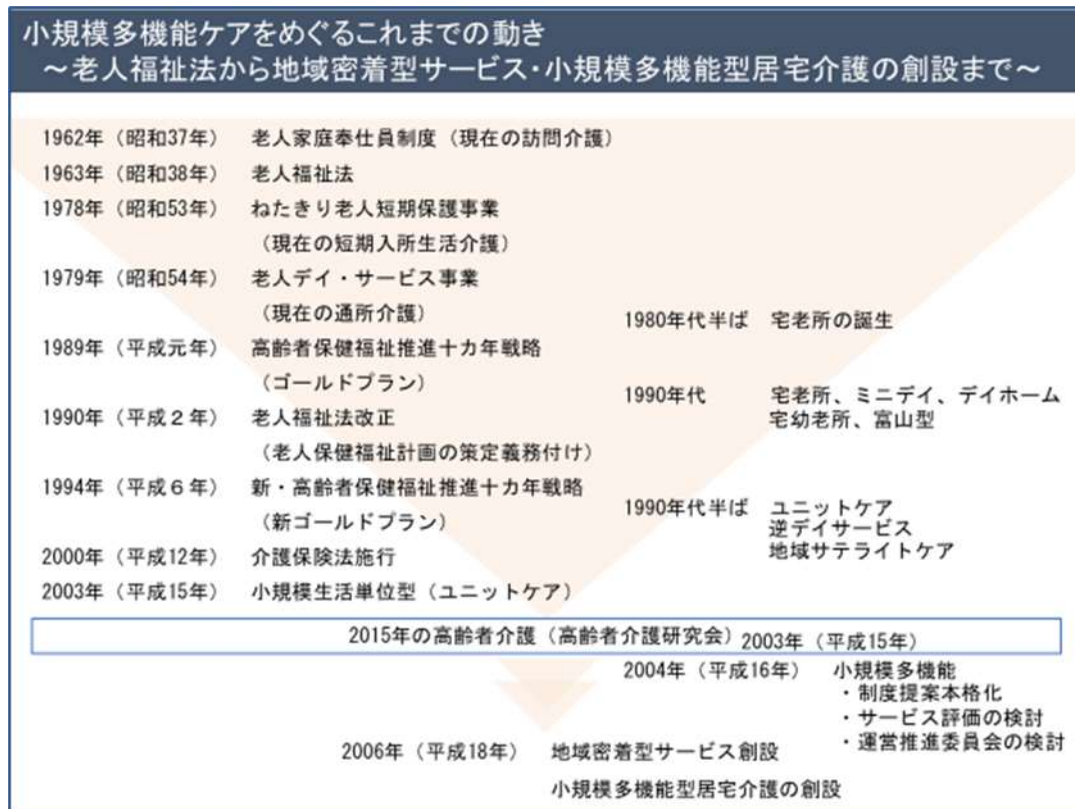 小規模多機能ケアをめぐるこれまでの動き
～老人福祉法から地域密着型サービス・小規模多機能型居宅介護の創設まで～
1962年（昭和37年） 老人家庭奉仕員制度（現在の訪問介護）
1963年（昭和38年） 老人福祉法
1978年（昭和53年） ねたきり老人短期保護事業
（現在の短期入所生活介護）
1979年（昭和54年） 老人デイ・サービス事業
（現在の通所介護）
1980年代半ば 宅老所の誕生
1989年（平成元年） 高齢者保健福祉推進十カ年戦略
（ゴールドプラン）
1990年代 宅老所、ミニデイ、デイホーム
宅幼老所、富山型
1990年（平成２年） 老人福祉法改正
（老人保健福祉計画の策定義務付け）
1994年（平成６年） 新・高齢者保健福祉推進十カ年戦略
（新ゴールドプラン）
1990年代半ば ユニットケア
逆デイサービス
地域サテライトケア
2000年（平成12年） 介護保険法施行
2003年（平成15年） 小規模生活単位型（ユニットケア）
2015年の高齢者介護（高齢者介護研究会） 2003年（平成15年）
2004年（平成16年） 小規模多機能
・制度提案本格化
・サービス評価の検討
・運営推進委員会の検討
2006年（平成18年） 地域密着型サービス創設
小規模多機能型居宅介護の創設